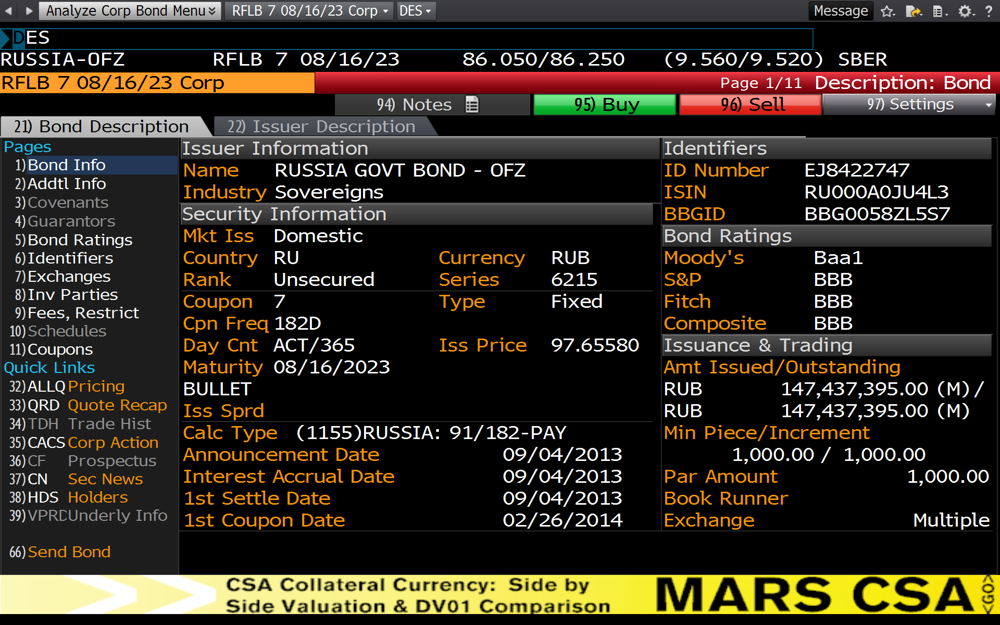 Analyze Corp Bond Menu RFLB 7 08/16/23 Corp DES Message ?
DES
RUSSIA-OFZ RFLB 7 08/16/23 86.050/86.250 (9.560/9.520) SBER
RFLB 7 08/16/23 Corp Page 1/11 Description: Bond
94) Notes 95) Buy 96) Sell 97) Settings
21) Bond Description 22) Issuer Description
Pages
1) Bond Info
2) Addtl Info
3) Covenants
4) Guarantors
5) Bond Ratings
6) Identifiers
7) Exchanges
8) Inv Parties
9) Fees, Restrict
10) Schedules
11) Coupons
Quick Links
32) ALLQ Pricing
33) QRD Quote Recap
34) TDH Trade Hist
35) CACS Corp Action
36) CF Prospectus
37) CN Sec News
38) HDS Holders
39) VPRD Underly Info
66) Send Bond
Issuer Information
Name RUSSIA GOVT BOND - OFZ
Industry Sovereigns
Security Information
Mkt Iss Domestic
Country RU Currency RUB
Rank Unsecured Series 6215
Coupon 7 Type Fixed
Cpn Freq 182D
Day Cnt ACT/365 Iss Price 97.65580
Maturity 08/16/2023
BULLET
Iss Sprd
Calc Type (1155)RUSSIA: 91/182-PAY
Announcement Date 09/04/2013
Interest Accrual Date 09/04/2013
1st Settle Date 09/04/2013
1st Coupon Date 02/26/2014
Identifiers
ID Number EJ8422747
ISIN RU000A0JU4L3
BBGID BBG0058ZL5S7
Bond Ratings
Moody's Baa1
S&P BBB
Fitch BBB
Composite BBB
Issuance & Trading
Amt Issued/Outstanding
RUB 147,437,395.00 (M) /
RUB 147,437,395.00 (M)
Min Piece/Increment
1,000.00 / 1,000.00
Par Amount 1,000.00
Book Runner
Exchange Multiple
CSA Collateral Currency: Side by
Side Valuation & DV01 Comparison
MARS CSA <GO>